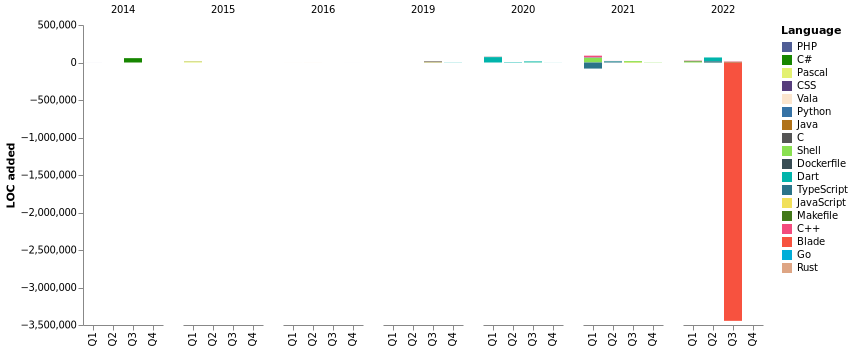 2014 2015 2016 2019 2020 2021 2022
LOC added
500,000
0
−500,000
−1,000,000
−1,500,000
−2,000,000
−2,500,000
−3,000,000
−3,500,000
Q1 Q2 Q3 Q4 Q1 Q2 Q3 Q4 Q1 Q2 Q3 Q4 Q1 Q2 Q3 Q4 Q1 Q2 Q3 Q4 Q1 Q2 Q3 Q4 Q1 Q2 Q3 Q4
Language
PHP
C#
Pascal
CSS
Vala
Python
Java
C
Shell
Dockerfile
Dart
TypeScript
JavaScript
Makefile
C++
Blade
Go
Rust